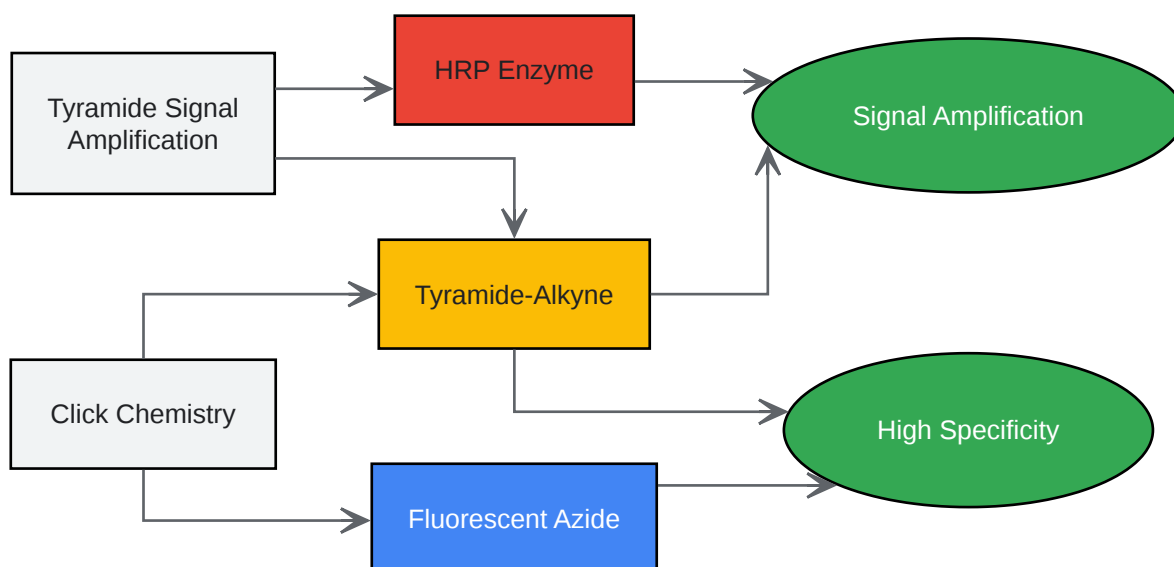 HRP Enzyme
Tyramide Signal
Amplification
Signal Amplification
Tyramide-Alkyne
Click Chemistry
High Specificity
Fluorescent Azide